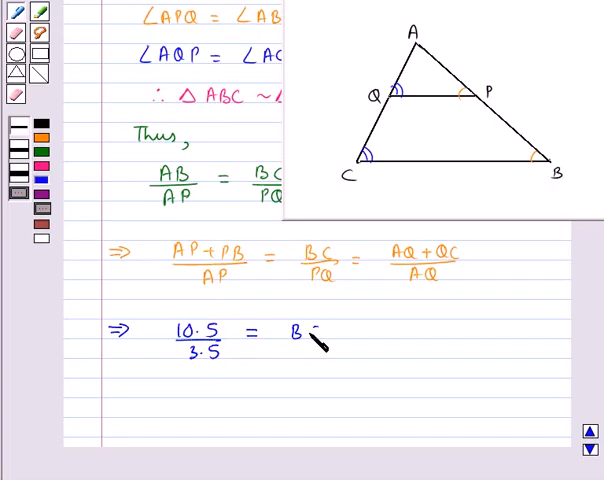 ∠APQ = ∠AB
∠AQP = ∠AC
∴ △ ABC ~ △
Thus,
AB/AP = BC/PQ
⇒ AP+PB/AP = BC/PQ = AQ+QC/AQ
⇒ 10.5/3.5 = B
A
Q
P
C
B